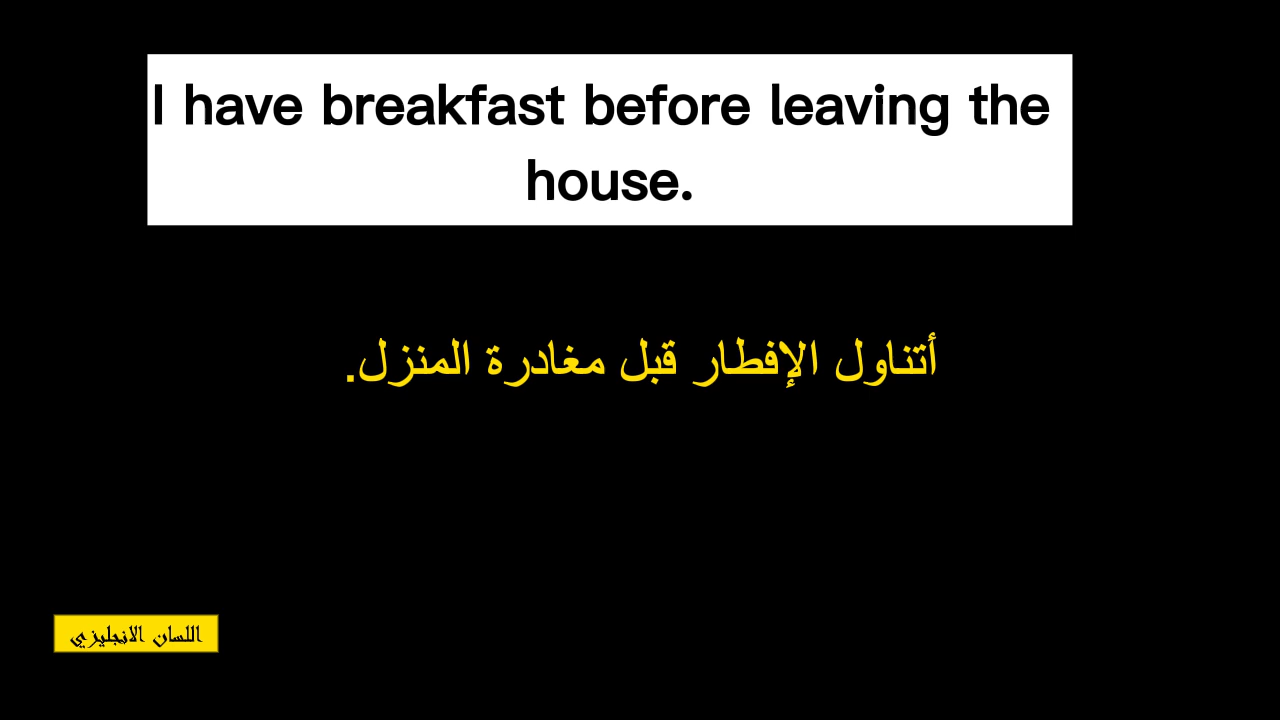 I have breakfast before leaving the
house.
أتناول الإفطار قبل مغادرة المنزل.
اللسان الانجليزي